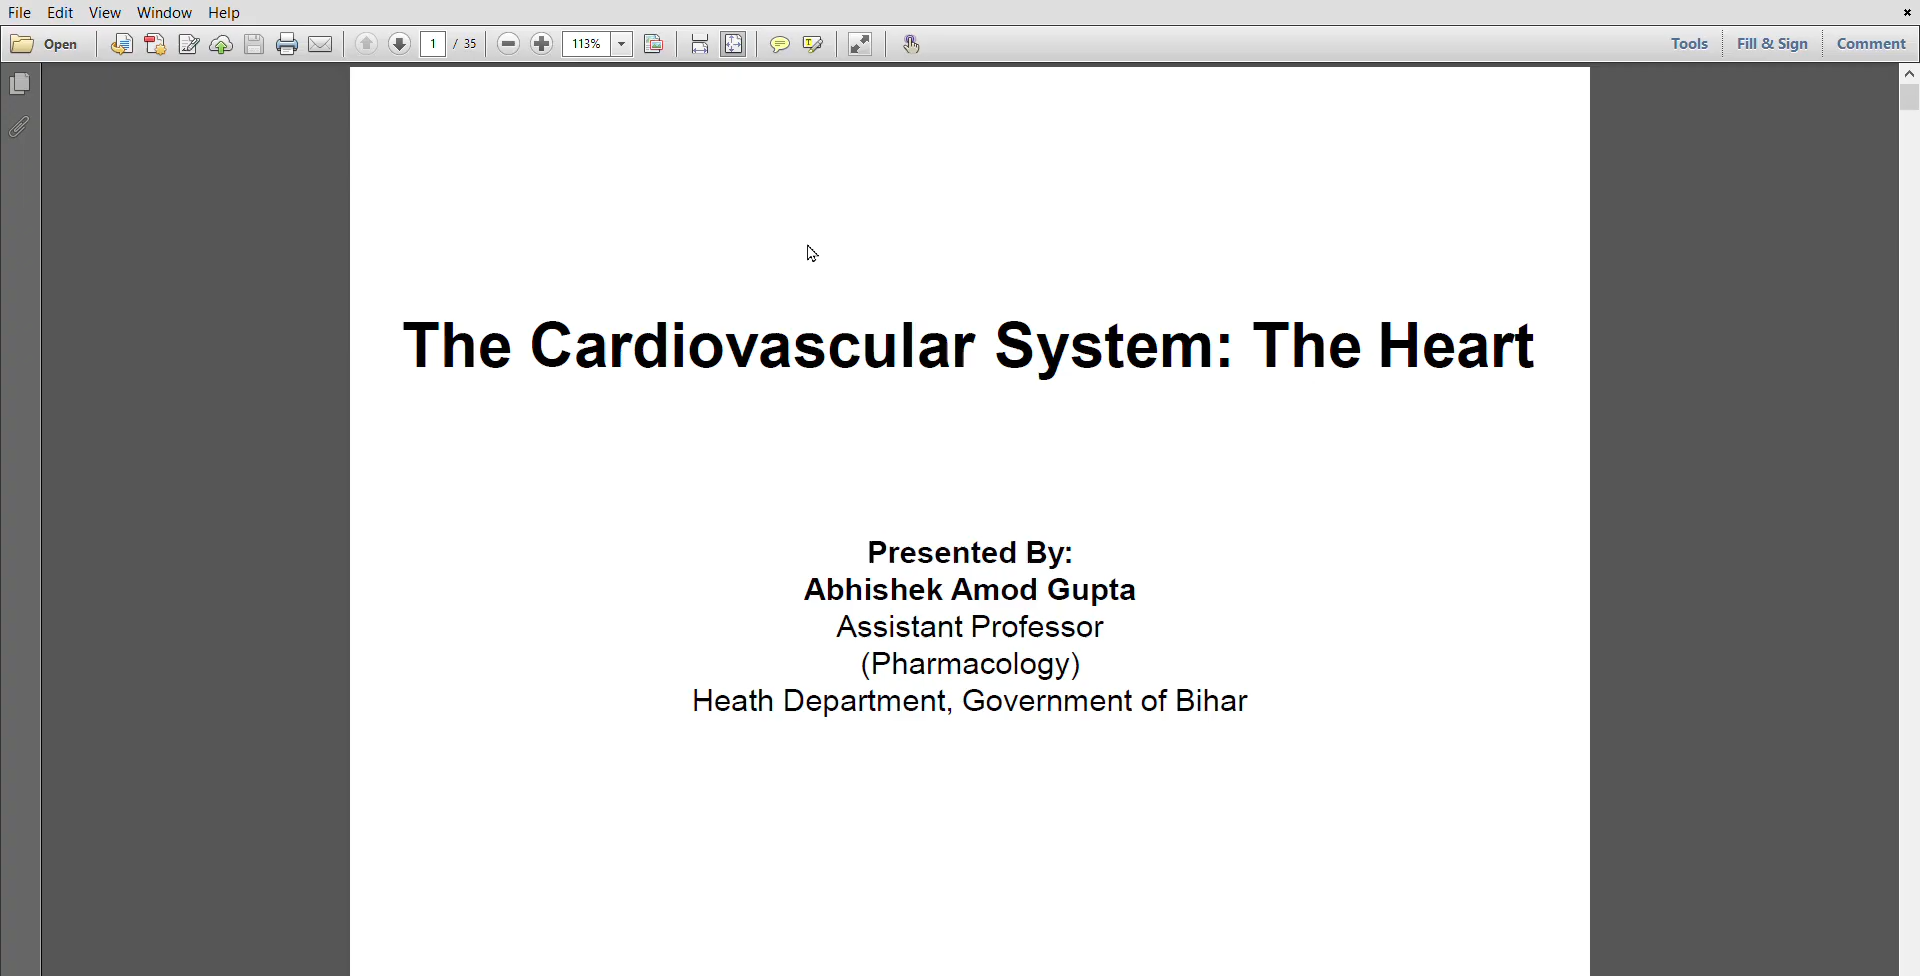 File Edit View Window Help
Open 1 / 35 113% Tools Fill & Sign Comment
The Cardiovascular System: The Heart
Presented By:
Abhishek Amod Gupta
Assistant Professor
(Pharmacology)
Heath Department, Government of Bihar